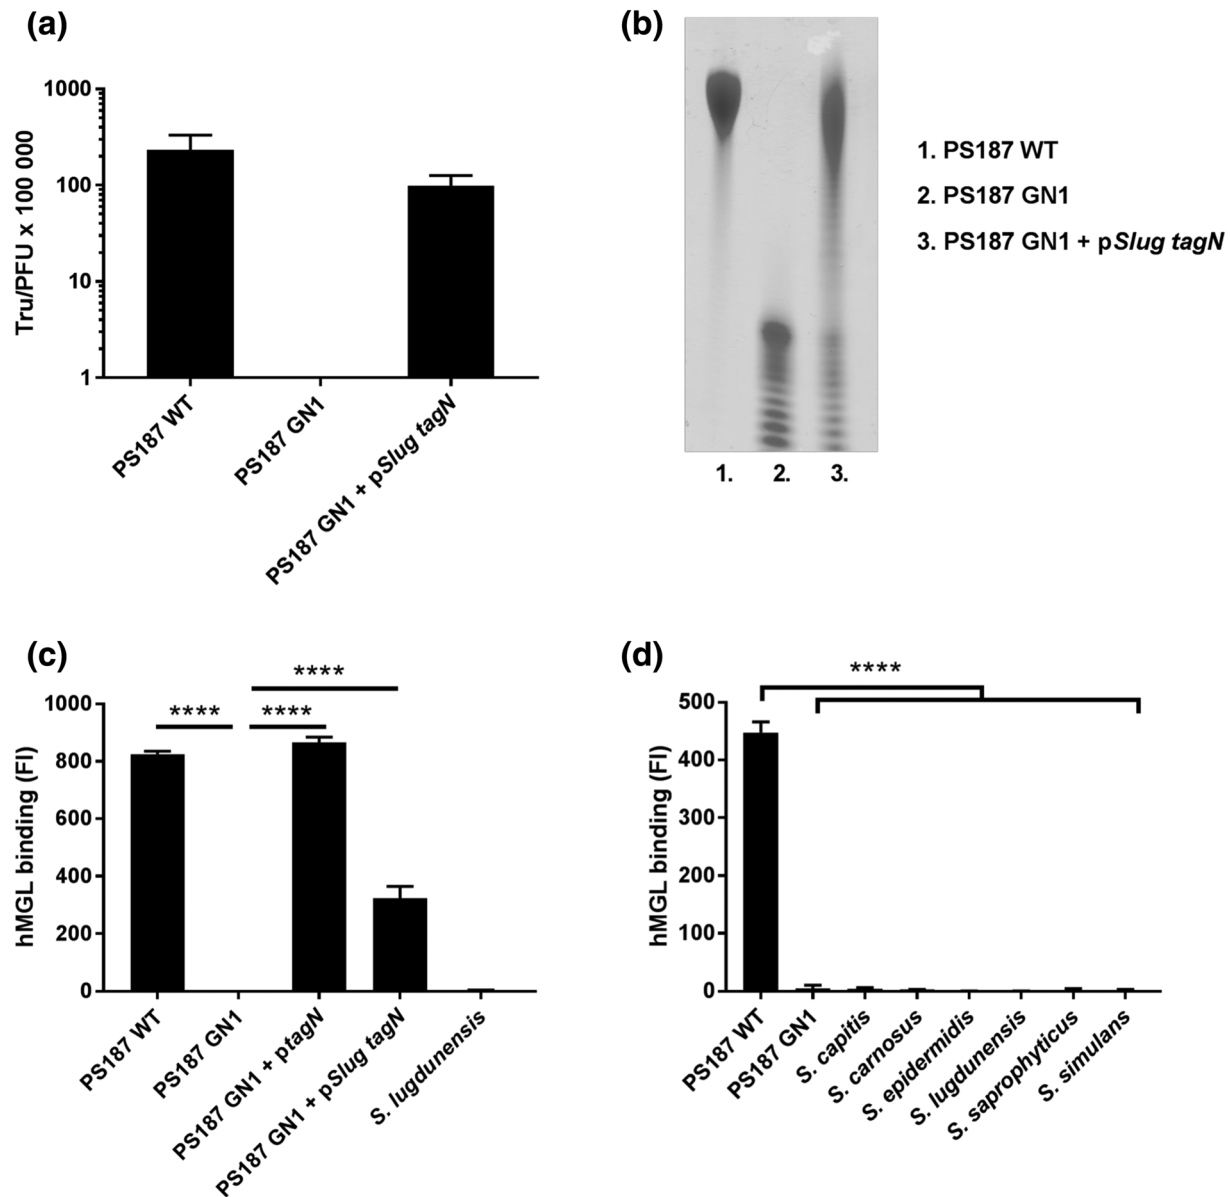 (a)
Tru/PFU x 100 000
1000
100
10
1
PS187 WT
PS187 GN1
PS187 GN1 + pSlug tagN
(b)
1. PS187 WT
2. PS187 GN1
3. PS187 GN1 + pSlug tagN
1. 2. 3.
(c)
hMGL binding (FI)
1000
800
600
400
200
0
****
**** ****
PS187 WT
PS187 GN1
PS187 GN1 + ptagN
PS187 GN1 + pSlug tagN
S. lugdunensis
(d)
hMGL binding (FI)
500
400
300
200
100
0
****
PS187 WT
PS187 GN1
S. capitis
S. carnosus
S. epidermidis
S. lugdunensis
S. saprophyticus
S. simulans